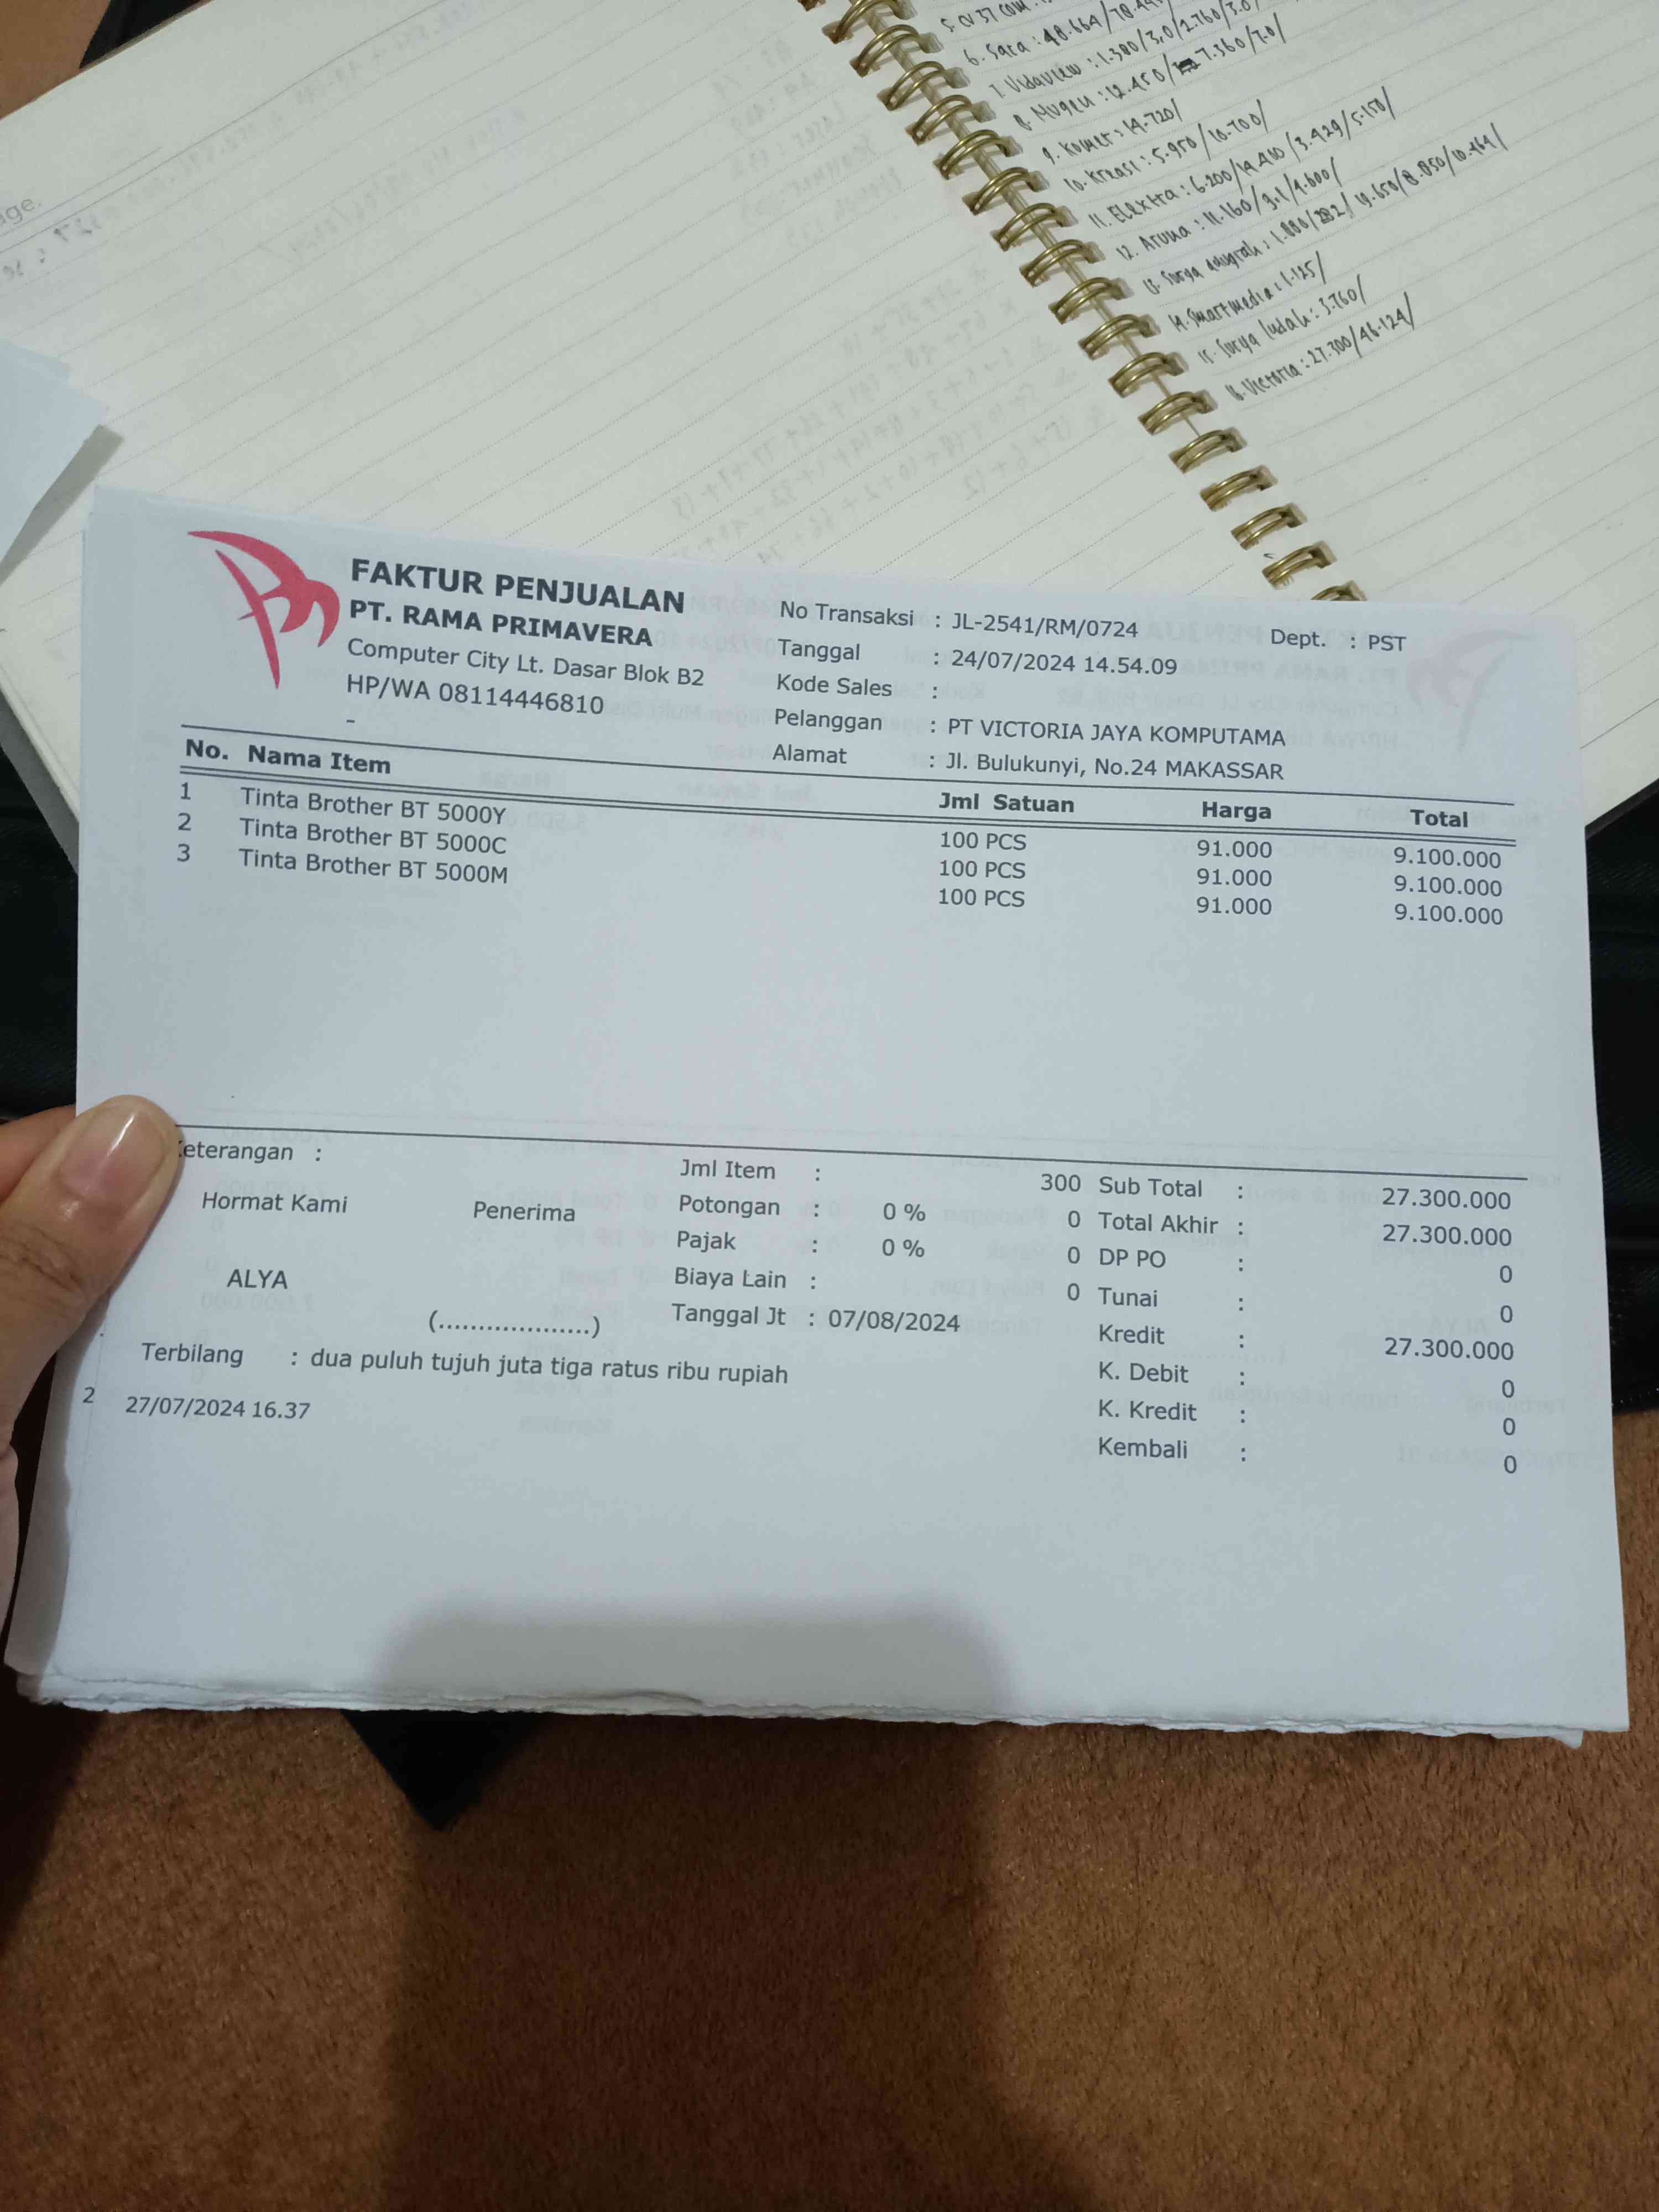 6. Sara : 48.664/78.44
7. Vidaview : 1.380/3,0/2.760/3.0
8. Mugen : 12.450/7.360/7.0/
9. Komet : 14.720/
10. Kreasi : 5.950/10.700/
11. Elektra : 6.200/14.410/3.429/5.150/
12. Aruna : 11.160/3,1/4.600/
14. Smartmedia : 1.125/
15. Surya Indah : 3.760/
16. Victoria : 27.300/46.124/
FAKTUR PENJUALAN
PT. RAMA PRIMAVERA
Computer City Lt. Dasar Blok B2
HP/WA 08114446810
-
No Transaksi : JL-2541/RM/0724 Dept. : PST
Tanggal : 24/07/2024 14.54.09
Kode Sales :
Pelanggan : PT VICTORIA JAYA KOMPUTAMA
Alamat : Jl. Bulukunyi, No.24 MAKASSAR
No. Nama Item Jml Satuan Harga Total
1 Tinta Brother BT 5000Y 100 PCS 91.000 9.100.000
2 Tinta Brother BT 5000C 100 PCS 91.000 9.100.000
3 Tinta Brother BT 5000M 100 PCS 91.000 9.100.000
eterangan : Jml Item : 300 Sub Total : 27.300.000
Hormat Kami Penerima Potongan : 0 % 0 Total Akhir : 27.300.000
Pajak : 0 % 0 DP PO : 0
ALYA Biaya Lain : 0 Tunai : 0
(...................) Tanggal Jt : 07/08/2024 Kredit : 27.300.000
Terbilang : dua puluh tujuh juta tiga ratus ribu rupiah K. Debit : 0
2 27/07/2024 16.37 K. Kredit : 0
Kembali : 0